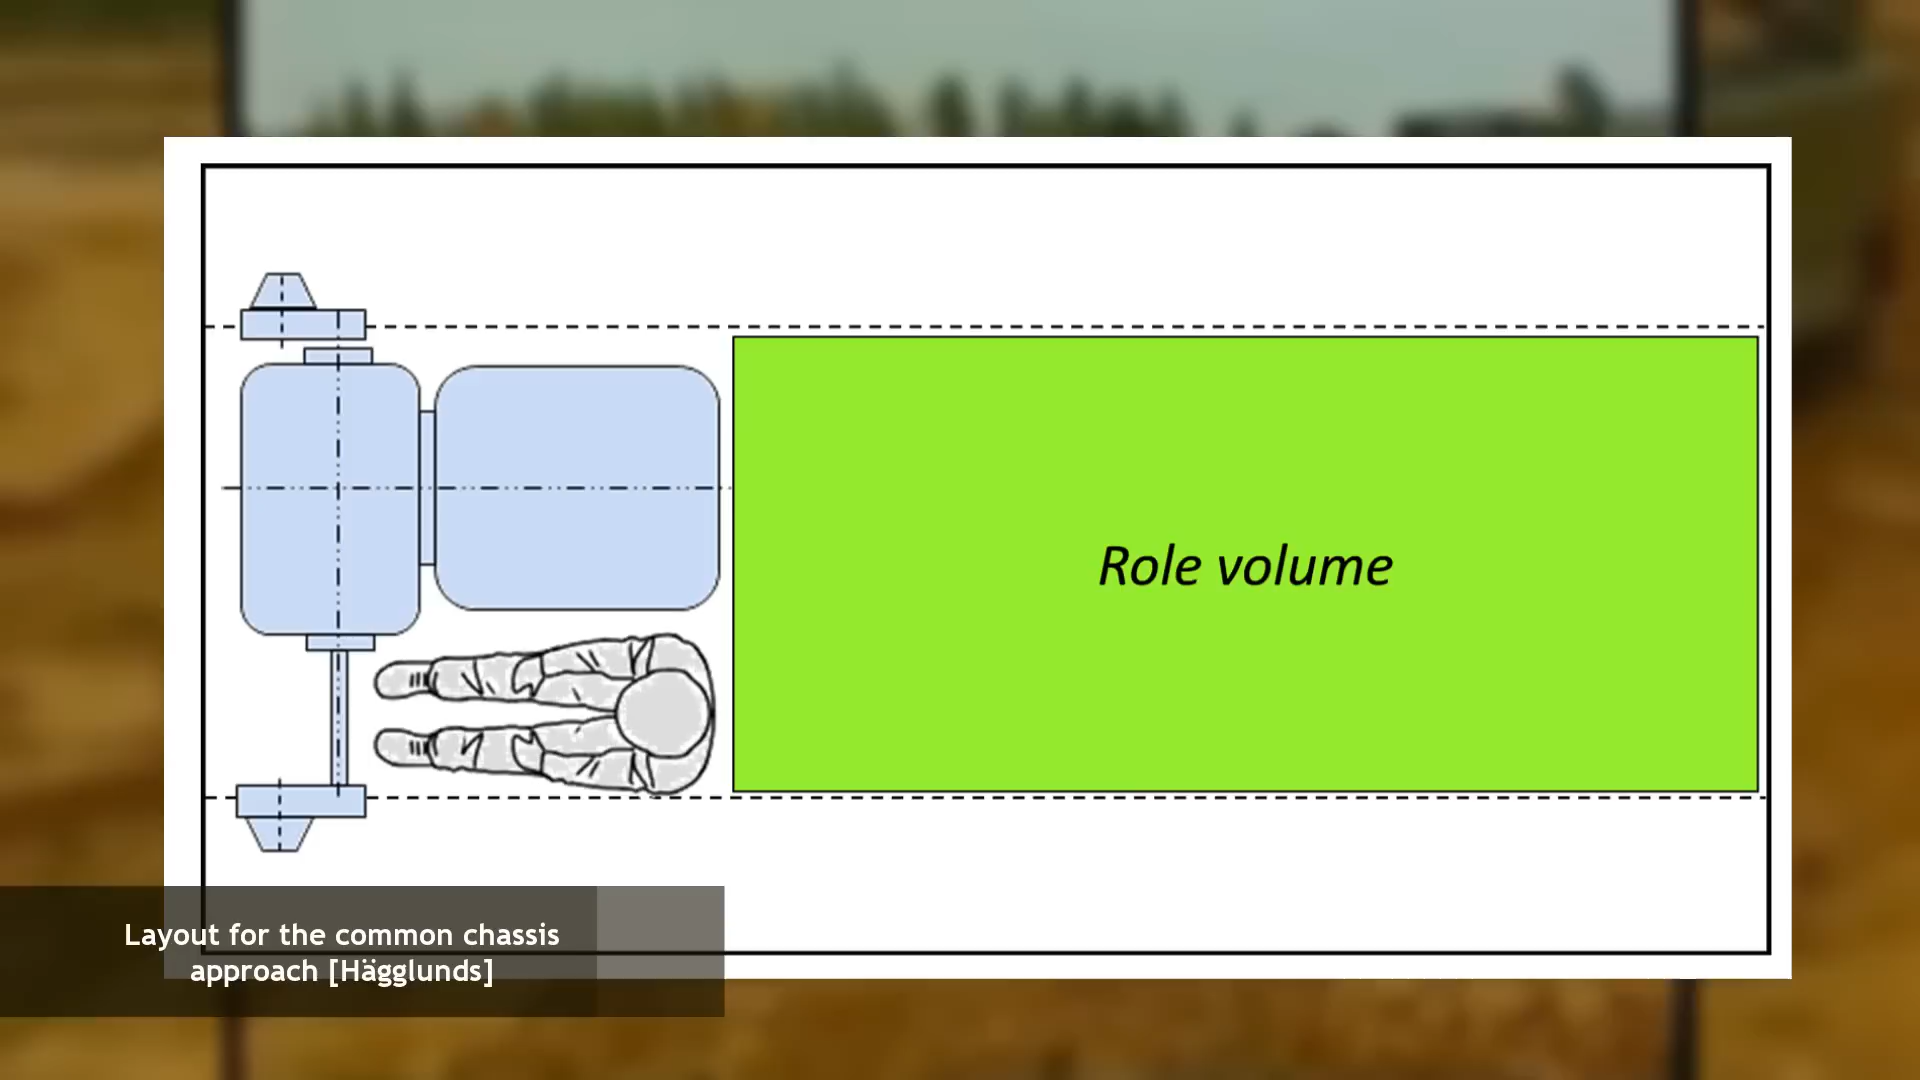 Role volume
Layout for the common chassis
approach [Hägglunds]